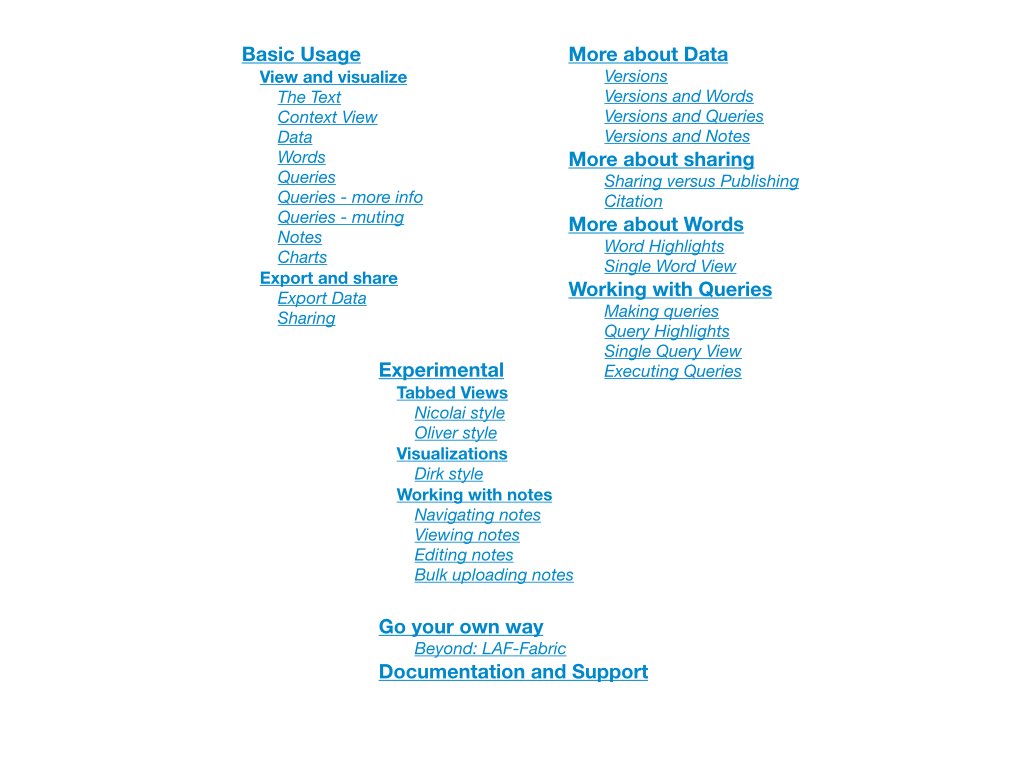 Basic Usage
View and visualize
The Text
Context View
Data
Words
Queries
Queries - more info
Queries - muting
Notes
Charts
Export and share
Export Data
Sharing
More about Data
Versions
Versions and Words
Versions and Queries
Versions and Notes
More about sharing
Sharing versus Publishing
Citation
More about Words
Word Highlights
Single Word View
Working with Queries
Making queries
Query Highlights
Single Query View
Executing Queries
Experimental
Tabbed Views
Nicolai style
Oliver style
Visualizations
Dirk style
Working with notes
Navigating notes
Viewing notes
Editing notes
Bulk uploading notes
Go your own way
Beyond: LAF-Fabric
Documentation and Support